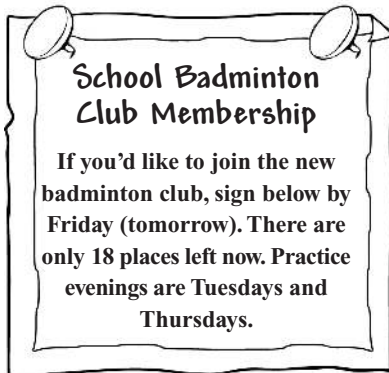 School Badminton
Club Membership
If you’d like to join the new
badminton club, sign below by
Friday (tomorrow). There are
only 18 places left now. Practice
evenings are Tuesdays and
Thursdays.